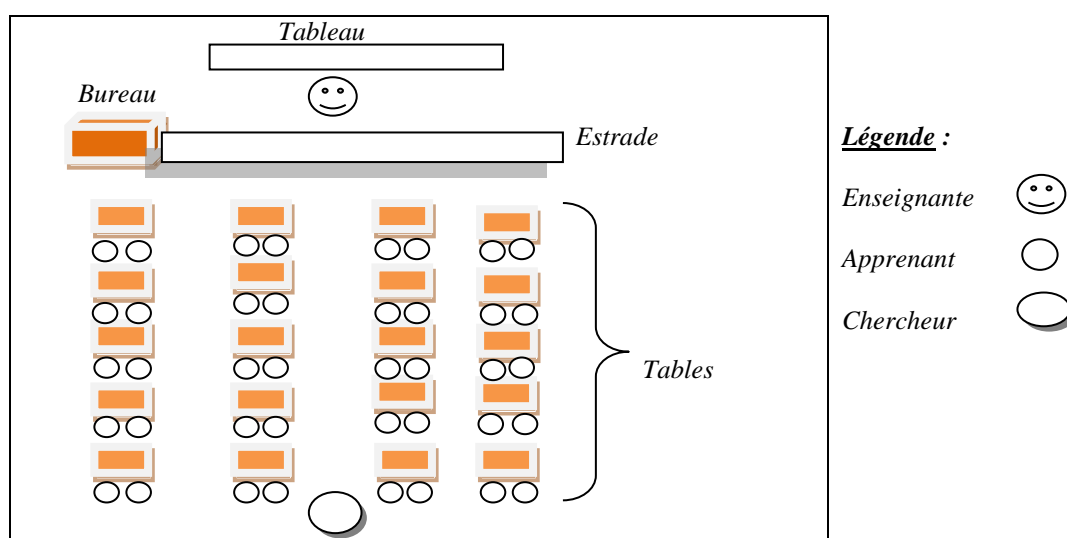 Tableau
Bureau
Estrade
Légende :
Enseignante
Apprenant
Chercheur
Tables